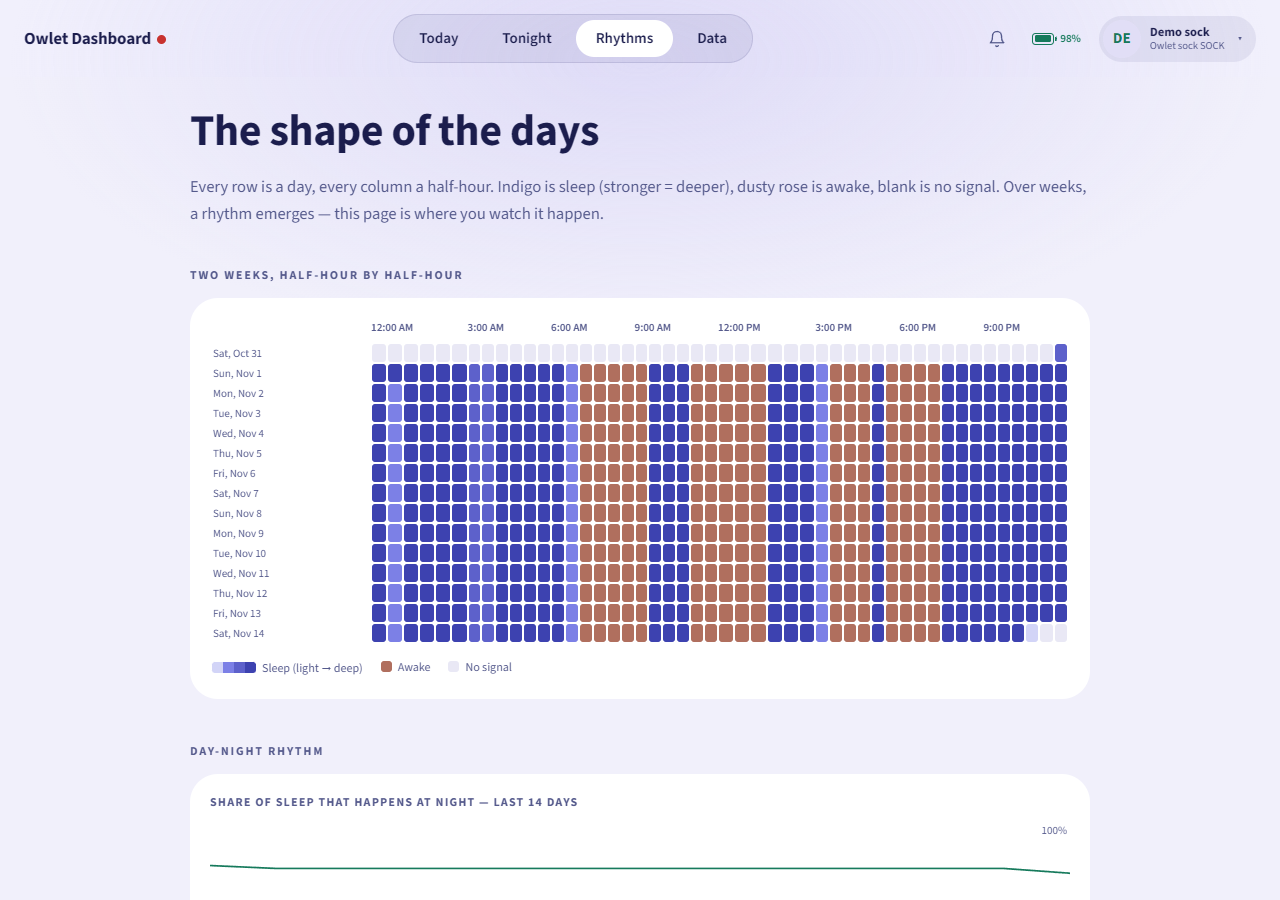 Owlet Dashboard
Today Tonight Rhythms Data
98%
DE
Demo sock
Owlet sock SOCK
The shape of the days
Every row is a day, every column a half-hour. Indigo is sleep (stronger = deeper), dusty rose is awake, blank is no signal. Over weeks,
a rhythm emerges — this page is where you watch it happen.
TWO WEEKS, HALF-HOUR BY HALF-HOUR
12:00 AM 3:00 AM 6:00 AM 9:00 AM 12:00 PM 3:00 PM 6:00 PM 9:00 PM
Sat, Oct 31
Sun, Nov 1
Mon, Nov 2
Tue, Nov 3
Wed, Nov 4
Thu, Nov 5
Fri, Nov 6
Sat, Nov 7
Sun, Nov 8
Mon, Nov 9
Tue, Nov 10
Wed, Nov 11
Thu, Nov 12
Fri, Nov 13
Sat, Nov 14
Sleep (light → deep) Awake No signal
DAY-NIGHT RHYTHM
SHARE OF SLEEP THAT HAPPENS AT NIGHT — LAST 14 DAYS
100%